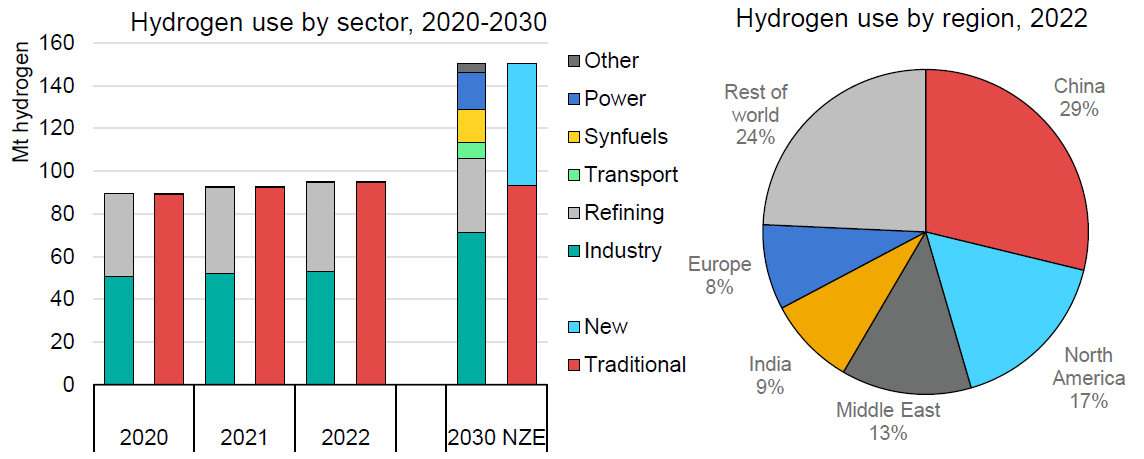 Hydrogen use by sector, 2020-2030
Mt hydrogen
160
140
120
100
80
60
40
20
0
2020
2021
2022
2030 NZE
Other
Power
Synfuels
Transport
Refining
Industry
New
Traditional
Hydrogen use by region, 2022
China
29%
North
America
17%
Middle East
13%
India
9%
Europe
8%
Rest of
world
24%